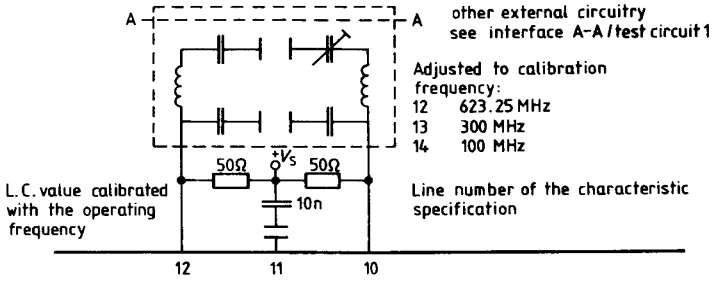 A A
other external circuitry
see interface A-A/test circuit 1
Adjusted to calibration
frequency:
12 623.25 MHz
13 300 MHz
14 100 MHz
+Vs
50Ω 50Ω
10n
L.C. value calibrated
with the operating
frequency
Line number of the characteristic
specification
12 11 10